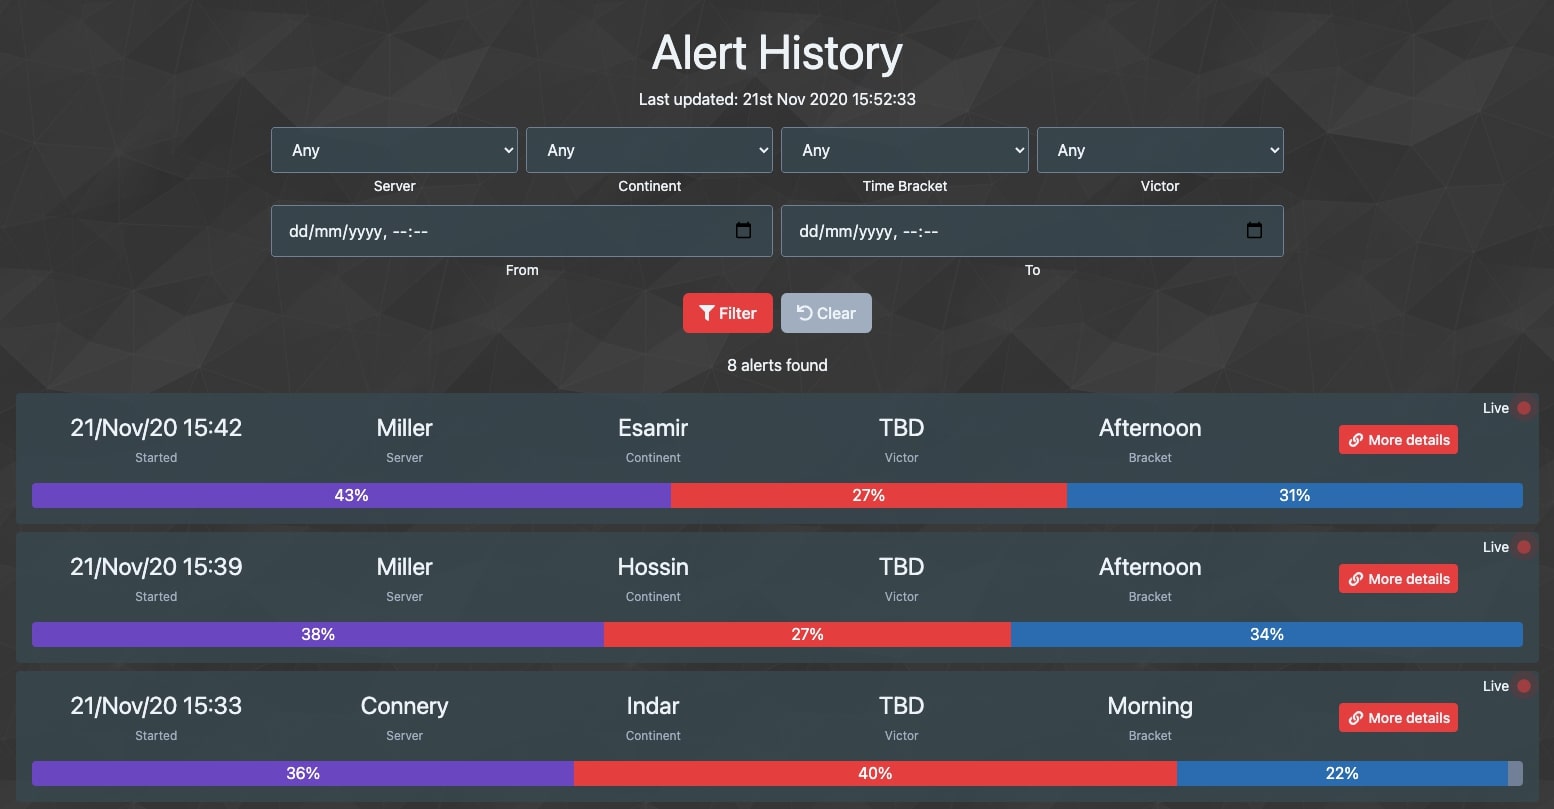 Alert History
Last updated: 21st Nov 2020 15:52:33
Any Any Any Any
Server Continent Time Bracket Victor
dd/mm/yyyy, --:-- dd/mm/yyyy, --:--
From To
Filter Clear
8 alerts found
Live
21/Nov/20 15:42 Miller Esamir TBD Afternoon More details
Started Server Continent Victor Bracket
43% 27% 31%
Live
21/Nov/20 15:39 Miller Hossin TBD Afternoon More details
Started Server Continent Victor Bracket
38% 27% 34%
Live
21/Nov/20 15:33 Connery Indar TBD Morning More details
Started Server Continent Victor Bracket
36% 40% 22%